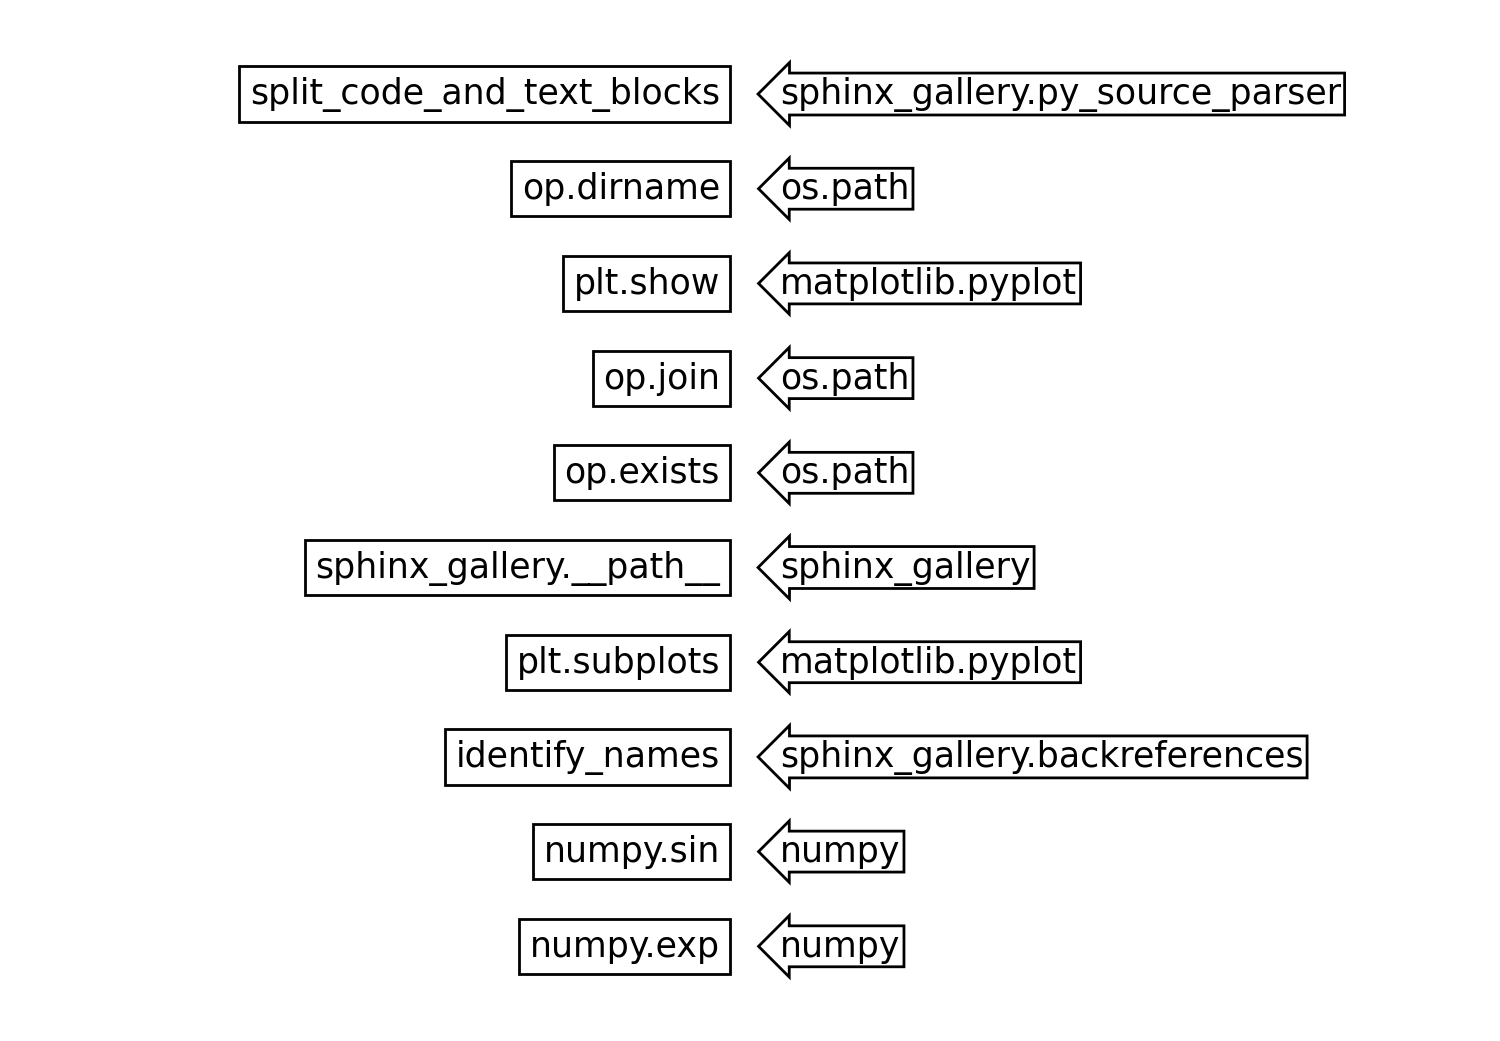 split_code_and_text_blocks sphinx_gallery.py_source_parser
op.dirname os.path
plt.show matplotlib.pyplot
op.join os.path
op.exists os.path
sphinx_gallery.__path__ sphinx_gallery
plt.subplots matplotlib.pyplot
identify_names sphinx_gallery.backreferences
numpy.sin numpy
numpy.exp numpy